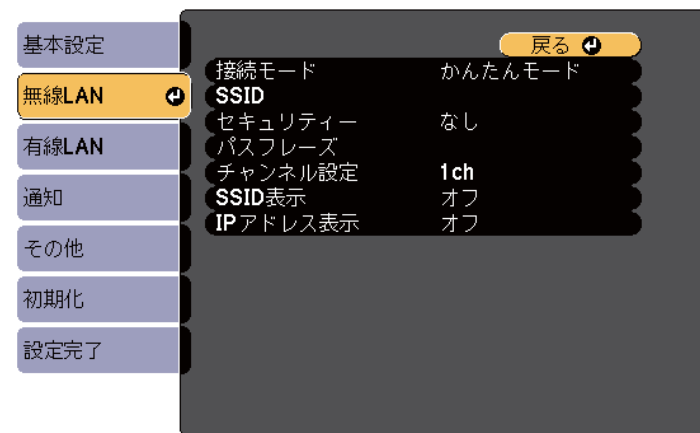 基本設定
無線LAN
有線LAN
通知
その他
初期化
設定完了
戻る
接続モード かんたんモード
SSID
セキュリティー なし
パスフレーズ
チャンネル設定 1ch
SSID表示 オフ
IPアドレス表示 オフ